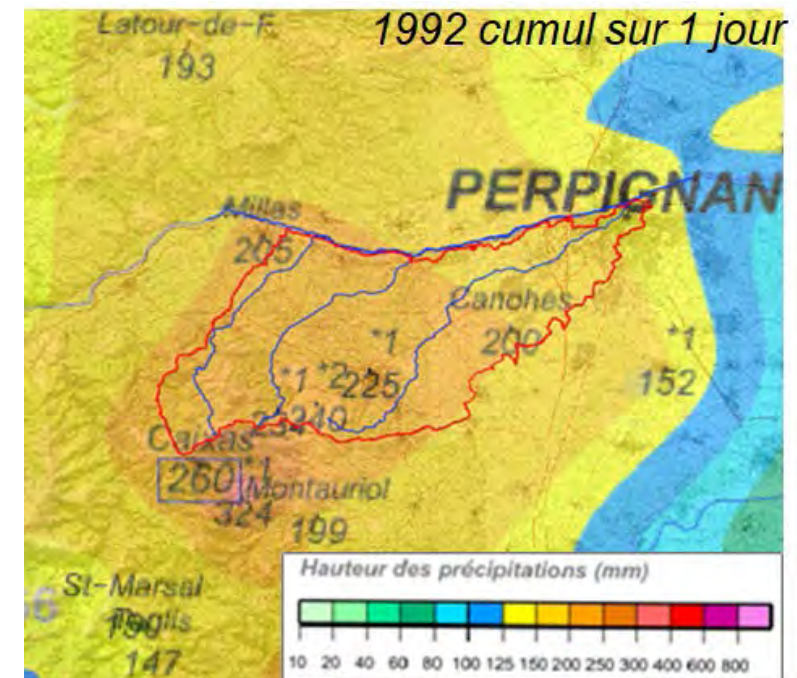 Latour-de-F.
1992 cumul sur 1 jour
193
PERPIGNAN
Millas
205
Canohès
200
*1
*1
152
*1 *2
225
240
Caixas
260
*1
Montauriol
324
199
St-Marsal
Taulis
147
Hauteur des précipitations (mm)
10 20 40 60 80 100 125 150 200 250 300 400 600 800